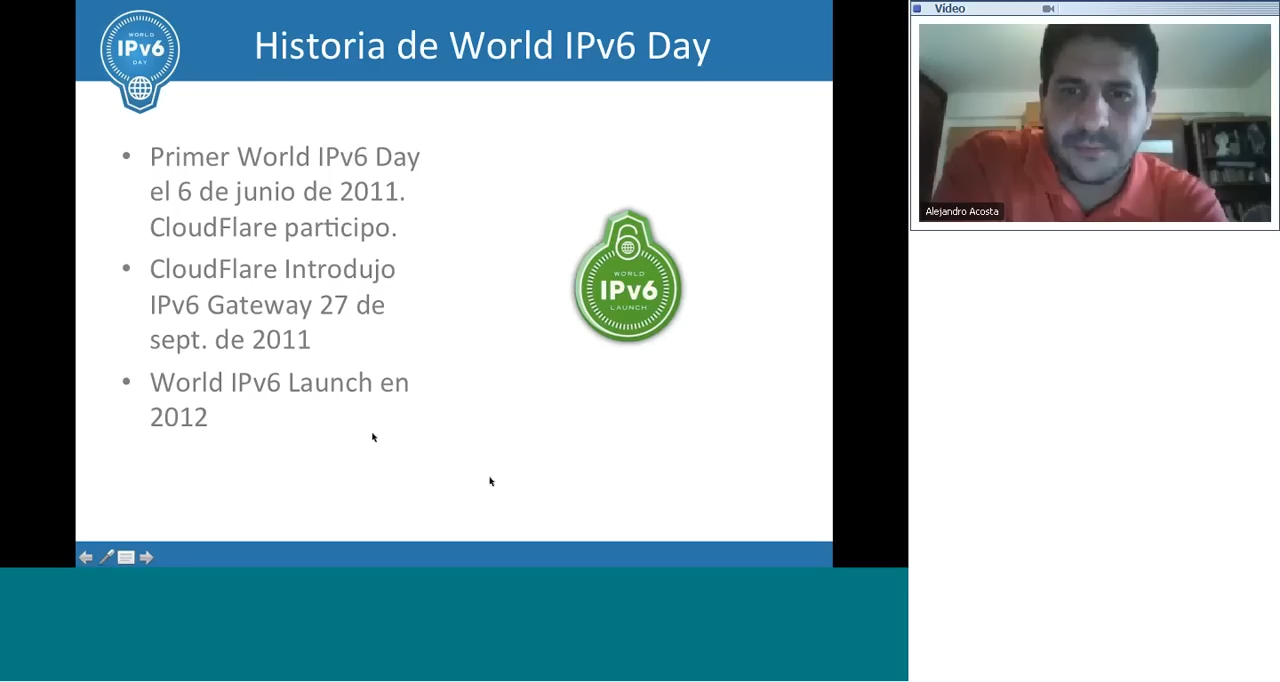 WORLD
IPv6
DAY
Historia de World IPv6 Day
• Primer World IPv6 Day
el 6 de junio de 2011.
CloudFlare participo.
• CloudFlare Introdujo
IPv6 Gateway 27 de
sept. de 2011
• World IPv6 Launch en
2012
WORLD
IPv6
LAUNCH
Vídeo
Alejandro Acosta